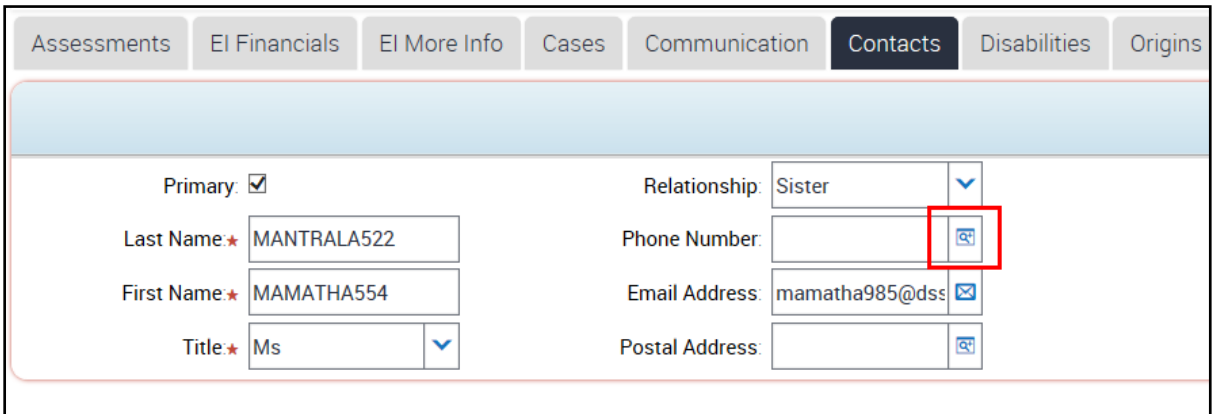 Assessments EI Financials EI More Info Cases Communication Contacts Disabilities Origins
Primary: Relationship: Sister
Last Name:★ MANTRALA522 Phone Number:
First Name:★ MAMATHA554 Email Address: mamatha985@dss
Title:★ Ms Postal Address: